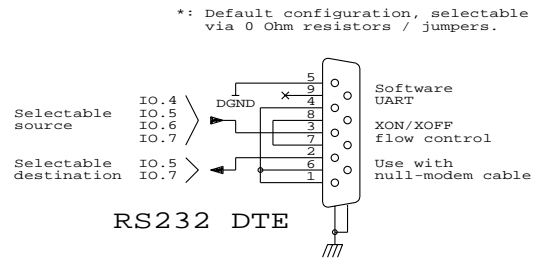 *: Default configuration, selectable
via 0 Ohm resistors / jumpers.
5
9
4
8
3
7
2
6
1
DGND
Selectable
source
IO.4
IO.5
IO.6
IO.7
Selectable
destination
IO.5
IO.7
Software
UART
XON/XOFF
flow control
Use with
null-modem cable
RS232 DTE